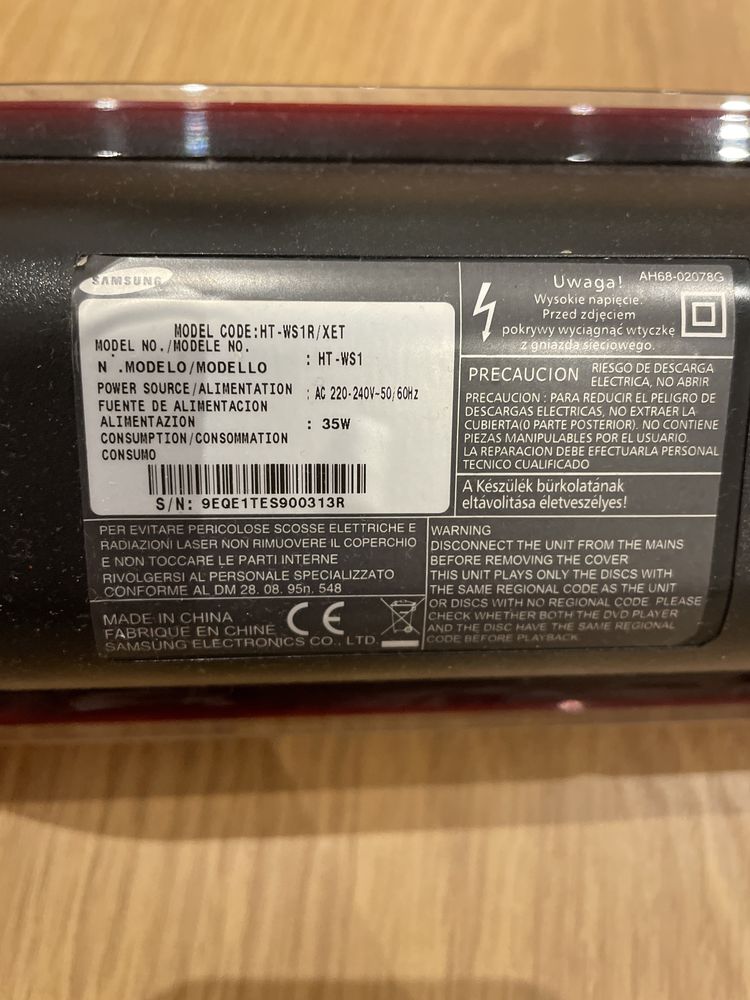 SAMSUNG
MODEL CODE:HT-WS1R/XET
MODEL NO./MODELE NO.
N .MODELO/MODELLO : HT-WS1
POWER SOURCE/ALIMENTATION : AC 220-240V~50/60Hz
FUENTE DE ALIMENTACION
ALIMENTAZION : 35W
CONSUMPTION/CONSOMMATION
CONSUMO
S/N: 9EQE1TES900313R
AH68-02078G
Uwaga!
Wysokie napięcie.
Przed zdjęciem
pokrywy wyciągnąć wtyczkę
z gniazda sieciowego.
PRECAUCION RIESGO DE DESCARGA
ELECTRICA, NO ABRIR
PRECAUCION : PARA REDUCIR EL PELIGRO DE
DESCARGAS ELECTRICAS, NO EXTRAER LA
CUBIERTA(O PARTE POSTERIOR). NO CONTIENE
PIEZAS MANIPULABLES POR EL USUARIO.
LA REPARACION DEBE EFECTUARLA PERSONAL
TECNICO CUALIFICADO
A Készülék bürkolatának
eltávolítása életveszélyes!
PER EVITARE PERICOLOSE SCOSSE ELETTRICHE E
RADIAZIONI LASER NON RIMUOVERE IL COPERCHIO
E NON TOCCARE LE PARTI INTERNE
RIVOLGERSI AL PERSONALE SPECIALIZZATO
CONFORME AL DM 28. 08. 95n. 548
WARNING
DISCONNECT THE UNIT FROM THE MAINS
BEFORE REMOVING THE COVER
THIS UNIT PLAYS ONLY THE DISCS WITH
THE SAME REGIONAL CODE AS THE UNIT
OR DISCS WITH NO REGIONAL CODE. PLEASE
CHECK WHETHER BOTH THE DVD PLAYER
AND THE DISC HAVE THE SAME REGIONAL
CODE BEFORE PLAYBACK
MADE IN CHINA
FABRIQUE EN CHINE
SAMSUNG ELECTRONICS CO., LTD.
CE